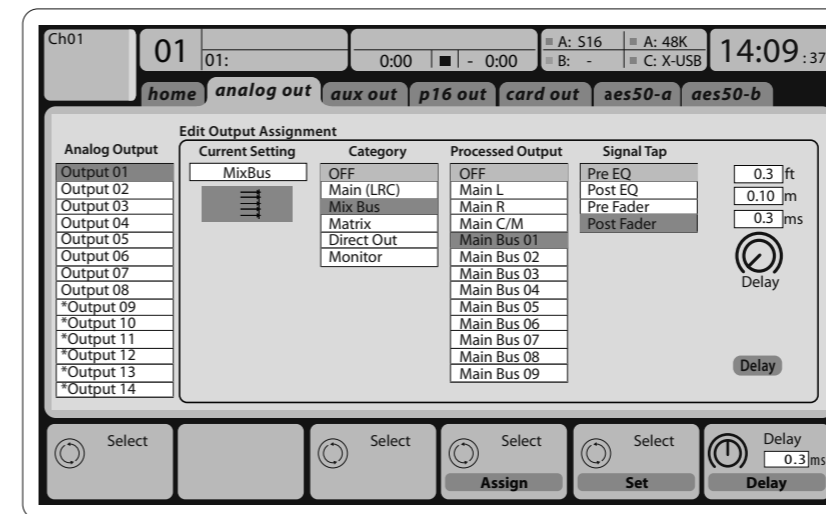 Ch01
01
01:
0:00 - 0:00
A: S16
B: -
A: 48K
C: X-USB
14:09 :37
home
analog out
aux out
p16 out
card out
aes50-a
aes50-b
Edit Output Assignment
Analog Output
Output 01
Output 02
Output 03
Output 04
Output 05
Output 06
Output 07
Output 08
*Output 09
*Output 10
*Output 11
*Output 12
*Output 13
*Output 14
Current Setting
MixBus
Category
OFF
Main (LRC)
Mix Bus
Matrix
Direct Out
Monitor
Processed Output
OFF
Main L
Main R
Main C/M
Main Bus 01
Main Bus 02
Main Bus 03
Main Bus 04
Main Bus 05
Main Bus 06
Main Bus 07
Main Bus 08
Main Bus 09
Signal Tap
Pre EQ
Post EQ
Pre Fader
Post Fader
0.3 ft
0.10 m
0.3 ms
Delay
Delay
Select
Select
Select
Assign
Select
Set
Delay
0.3 ms
Delay